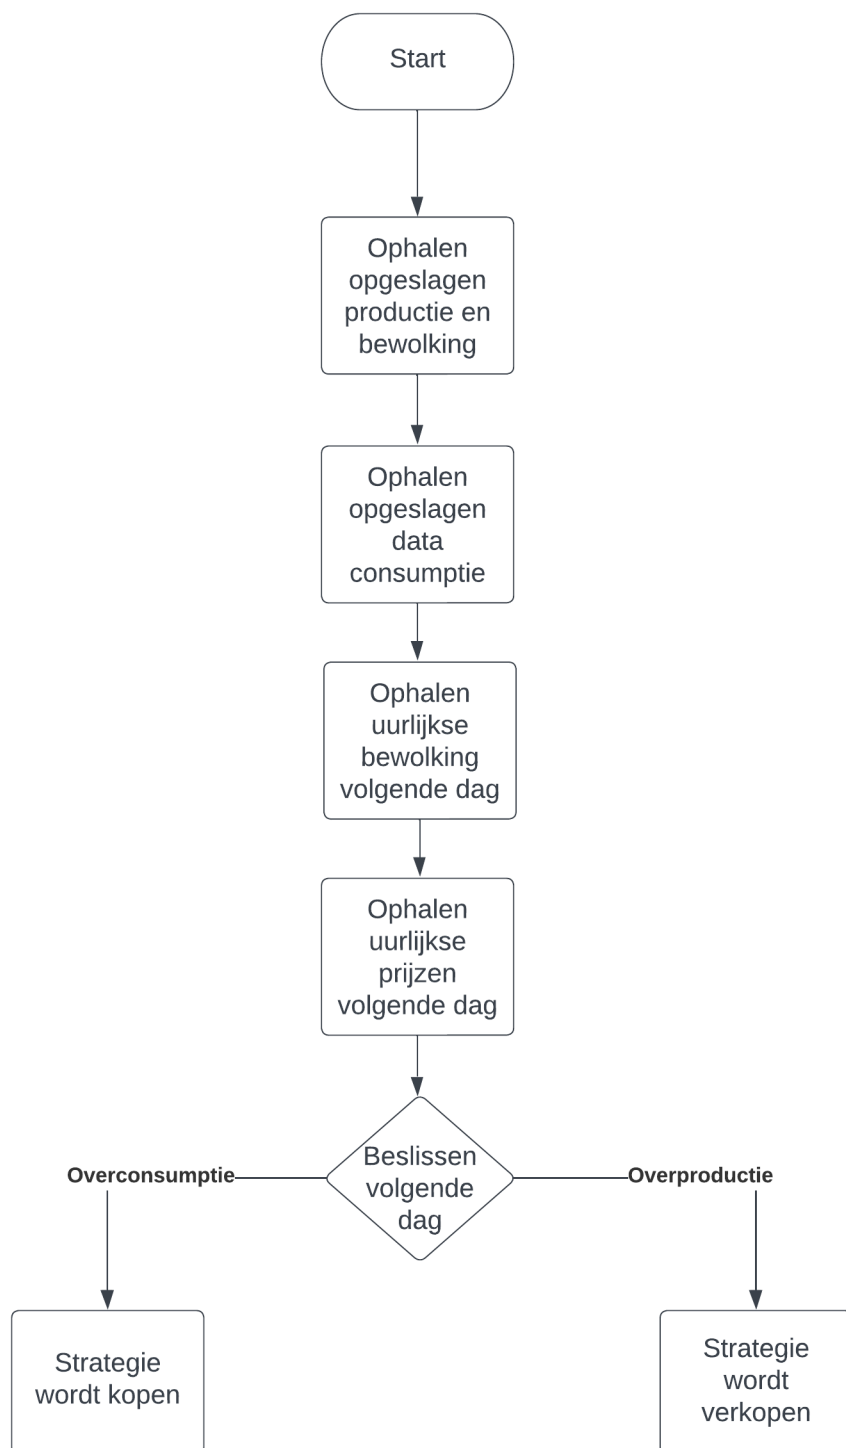 Start
Ophalen
opgeslagen
productie en
bewolking
Ophalen
opgeslagen
data
consumptie
Ophalen
uurlijkse
bewolking
volgende dag
Ophalen
uurlijkse
prijzen
volgende dag
Beslissen
volgende
dag
Overconsumptie
Overproductie
Strategie
wordt kopen
Strategie
wordt
verkopen